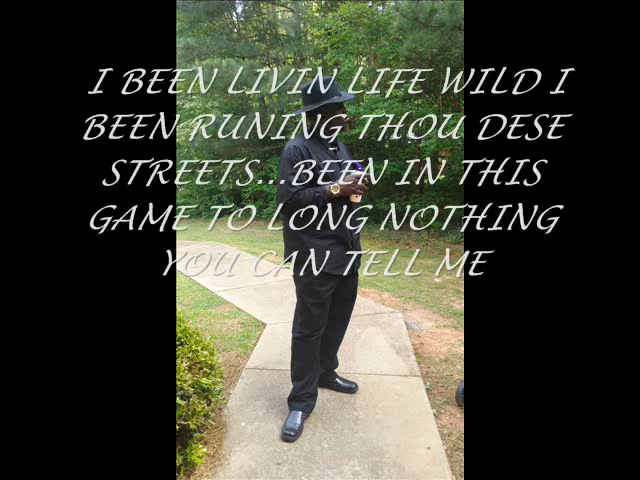 I BEEN LIVIN LIFE WILD I
BEEN RUNING THOU DESE
STREETS...BEEN IN THIS
GAME TO LONG NOTHING
YOU CAN TELL ME